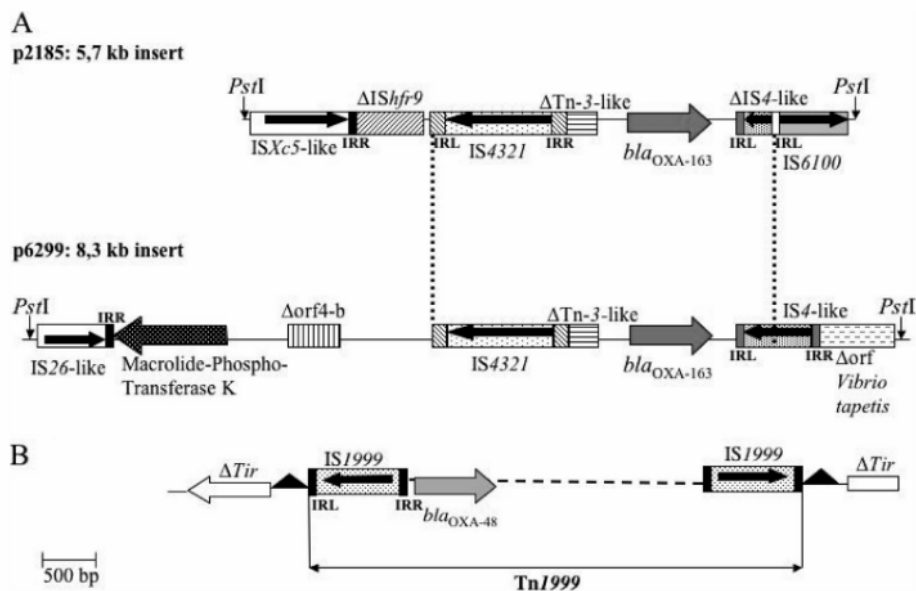 A
p2185: 5,7 kb insert
PstI
ΔIShfr9
ΔTn-3-like
ΔIS4-like
PstI
ISXc5-like
IRR
IRL
IS4321
IRR
blaOXA-163
IRL
IRL
IS6100
p6299: 8,3 kb insert
PstI
IRR
Δorf4-b
ΔTn-3-like
IS4-like
PstI
IS26-like
Macrolide-Phospho-
Transferase K
IS4321
blaOXA-163
IRL
IRR
Δorf
Vibrio
tapetis
B
ΔTir
IS1999
IS1999
ΔTir
IRL
IRR
blaOXA-48
500 bp
Tn1999